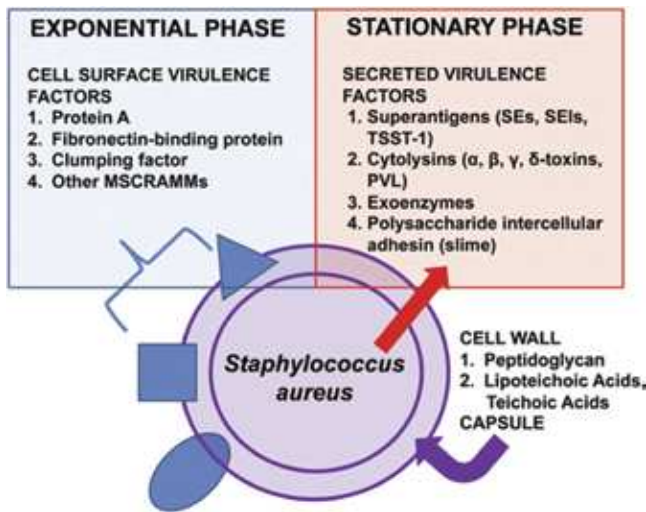 EXPONENTIAL PHASE
CELL SURFACE VIRULENCE
FACTORS
1. Protein A
2. Fibronectin-binding protein
3. Clumping factor
4. Other MSCRAMMs
STATIONARY PHASE
SECRETED VIRULENCE
FACTORS
1. Superantigens (SEs, SEls,
TSST-1)
2. Cytolysins (α, β, γ, δ-toxins,
PVL)
3. Exoenzymes
4. Polysaccharide intercellular
adhesin (slime)
Staphylococcus
aureus
CELL WALL
1. Peptidoglycan
2. Lipoteichoic Acids,
Teichoic Acids
CAPSULE